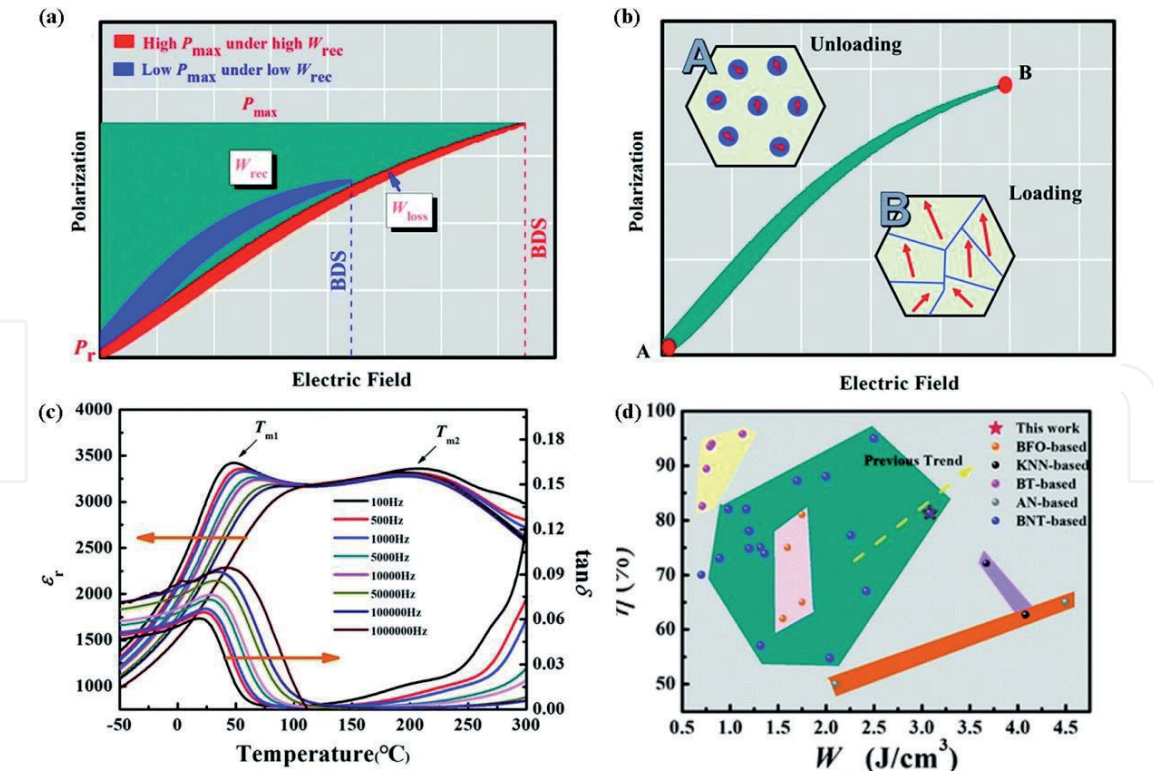 (a)
High Pmax under high Wrec
Low Pmax under low Wrec
Pmax
Wrec
Wloss
BDS
BDS
Pr
Polarization
Electric Field
(b)
A
Unloading
B
B
Loading
A
Polarization
Electric Field
(c)
4000
3500
3000
2500
2000
1500
1000
εr
Tm1
Tm2
100Hz
500Hz
1000Hz
5000Hz
10000Hz
50000Hz
100000Hz
1000000Hz
0.18
0.15
0.12
0.09
0.06
0.03
0.00
tanδ
-50 0 50 100 150 200 250 300
Temperature(°C)
(d)
100
90
80
70
60
50
η (%)
This work
BFO-based
KNN-based
BT-based
AN-based
BNT-based
Previous Trend
0.5 1.0 1.5 2.0 2.5 3.0 3.5 4.0 4.5
W (J/cm³)